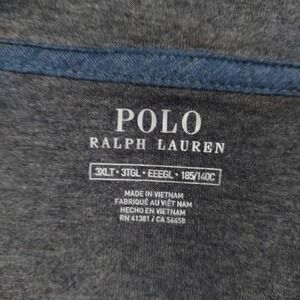 POLO
RALPH LAUREN
3XLT • 3TGL • EEEGL • 185/140C
MADE IN VIETNAM
FABRIQUÉ AU VIÊT NAM
HECHO EN VIETNAM
RN 41381 / CA 56658